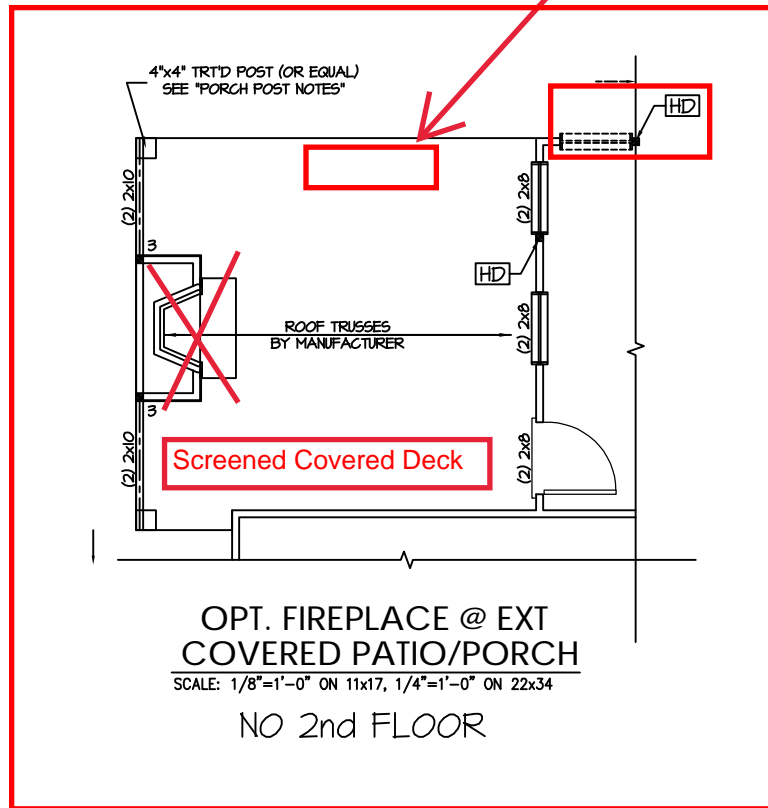 4"x4" TRT'D POST (OR EQUAL)
SEE "PORCH POST NOTES"
HD
(2) 2x10
(2) 2x8
3
HD
ROOF TRUSSES
BY MANUFACTURER
(2) 2x8
3
(2) 2x10
Screened Covered Deck
(2) 2x8
OPT. FIREPLACE @ EXT
COVERED PATIO/PORCH
SCALE: 1/8"=1'-0" ON 11x17, 1/4"=1'-0" ON 22x34
NO 2nd FLOOR